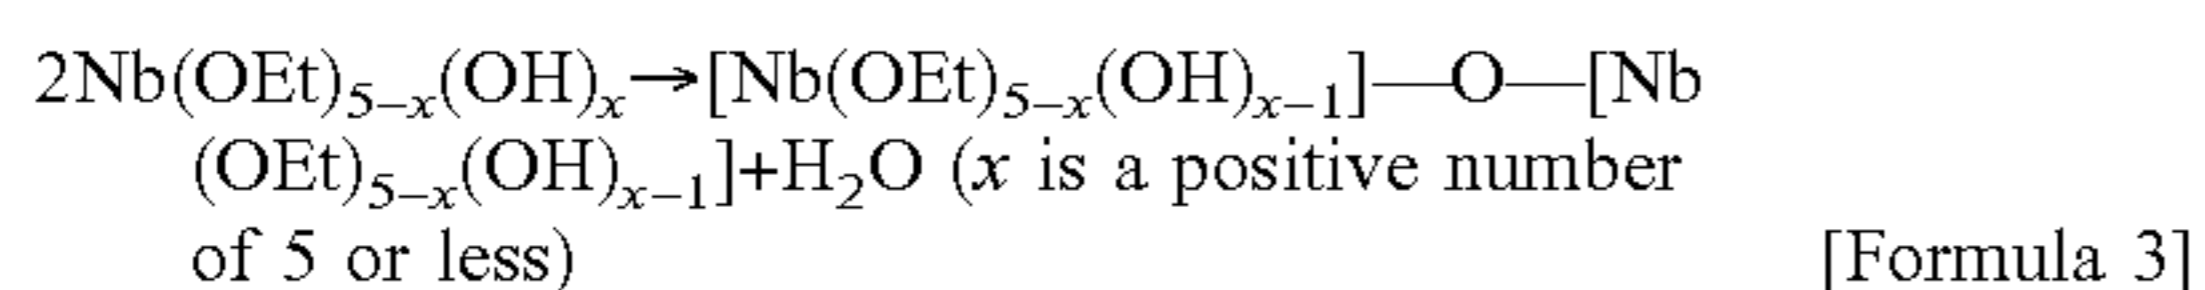 2Nb(OEt)₅₋ₓ(OH)ₓ→[Nb(OEt)₅₋ₓ(OH)ₓ₋₁]—O—[Nb
(OEt)₅₋ₓ(OH)ₓ₋₁]+H₂O (x is a positive number
of 5 or less) [Formula 3]